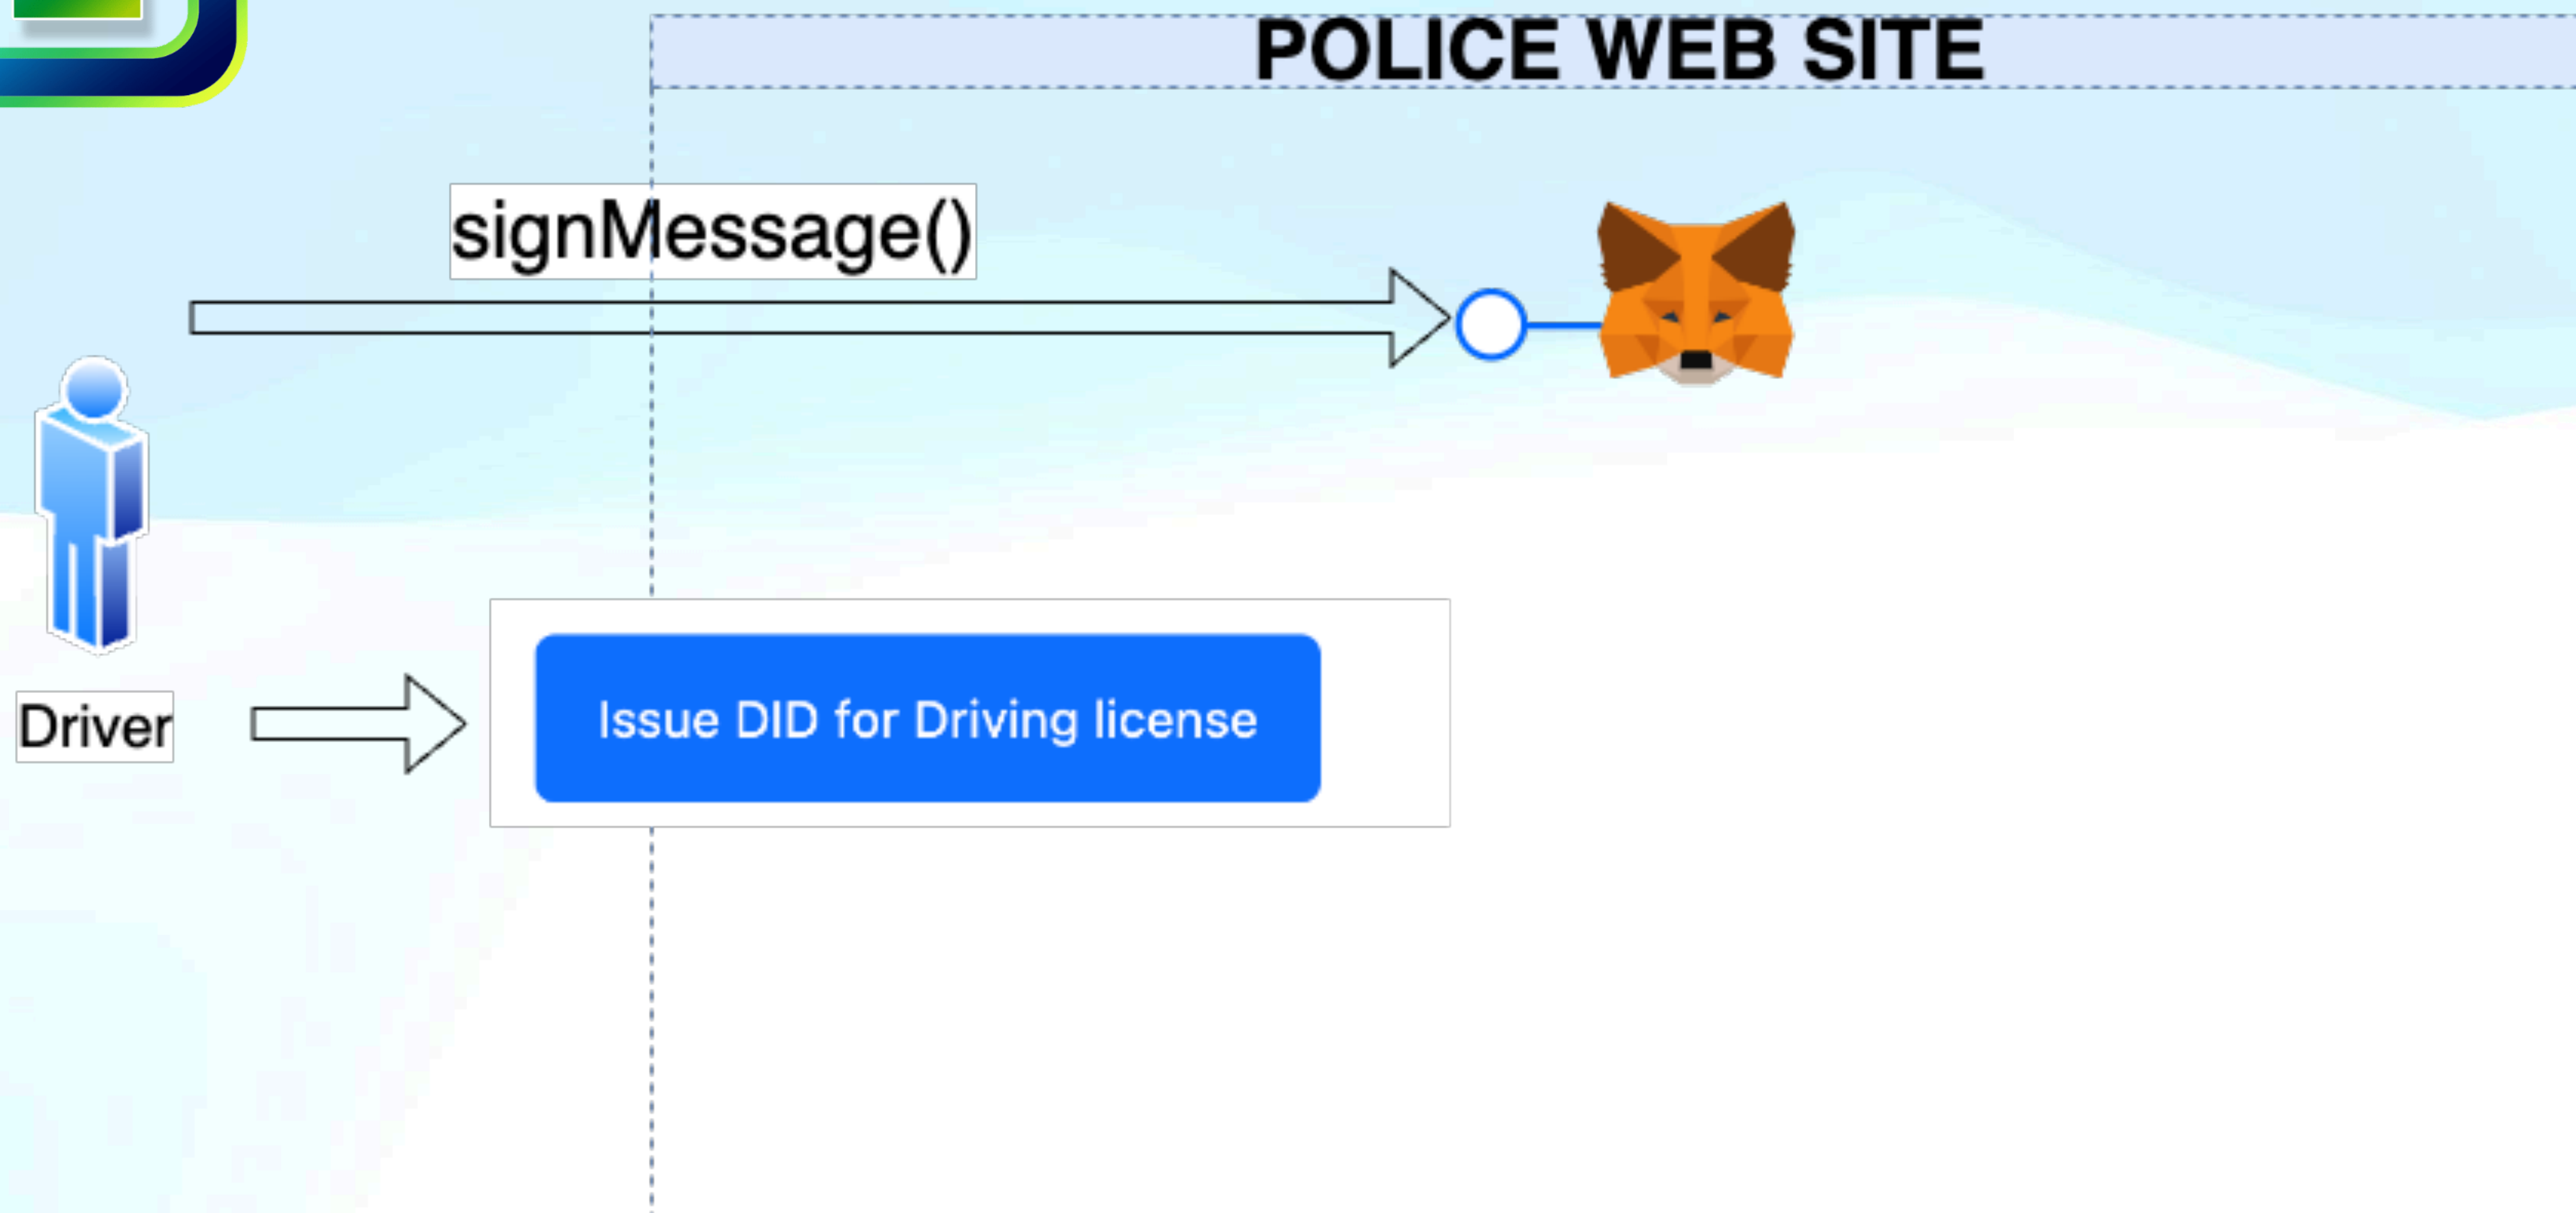 POLICE WEB SITE
signMessage()
Driver
Issue DID for Driving license